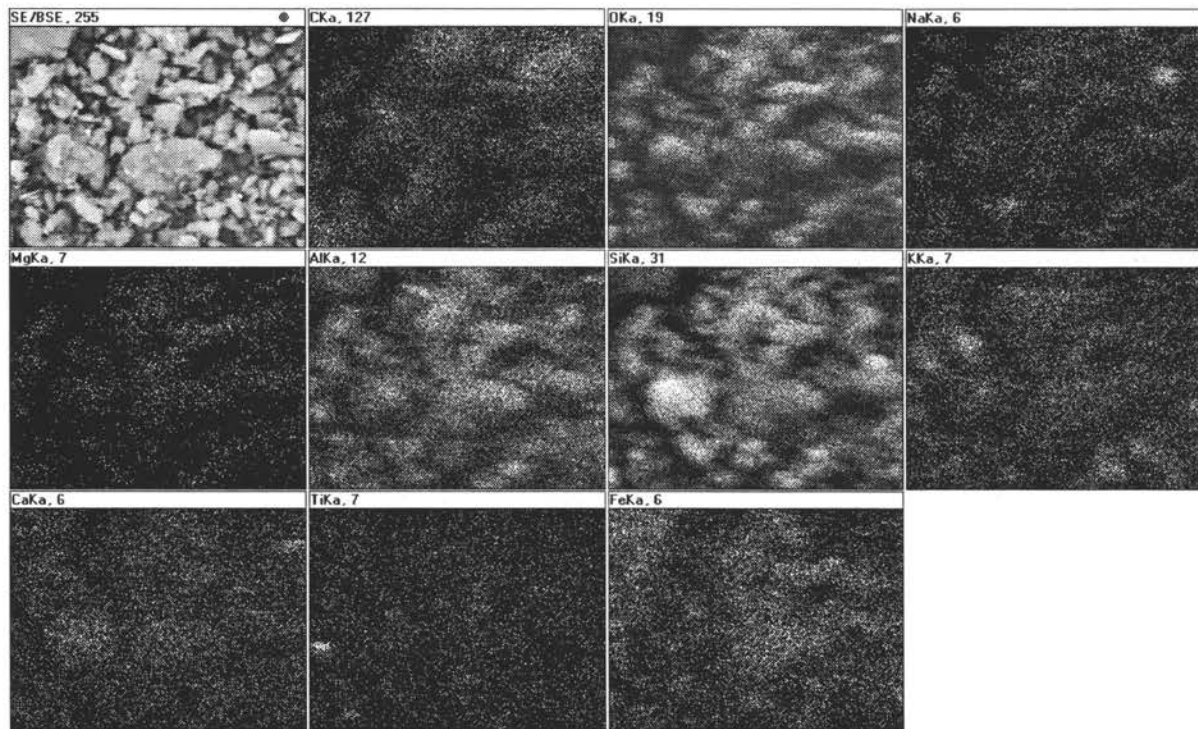 SE/BSE, 255
CKa, 127
OKa, 19
NaKa, 6
MgKa, 7
AlKa, 12
SiKa, 31
KKa, 7
CaKa, 6
TiKa, 7
FeKa, 6